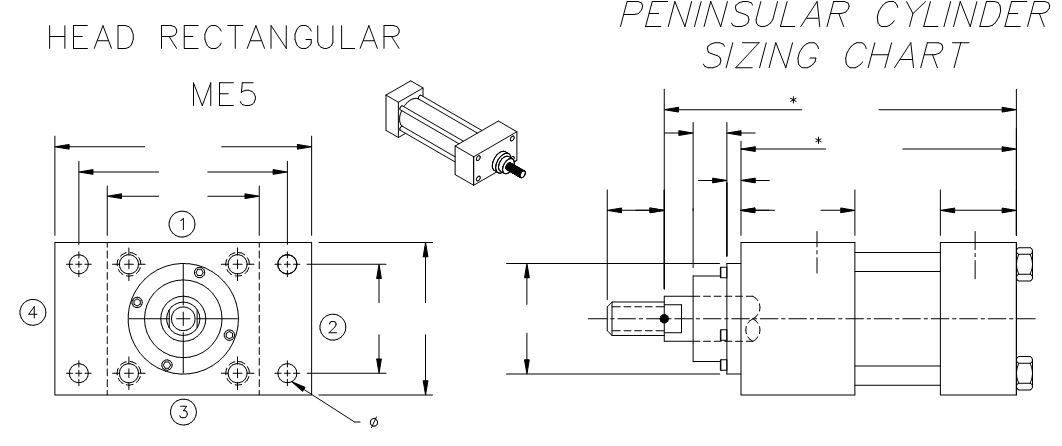 HEAD RECTANGULAR
ME5
PENINSULAR CYLINDER
SIZING CHART
*
*
1
4
2
3
ø